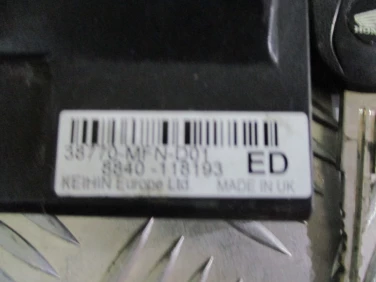 38770-MFN-D01
8840 -118193
ED
KEIHIN Europe Ltd. MADE IN UK